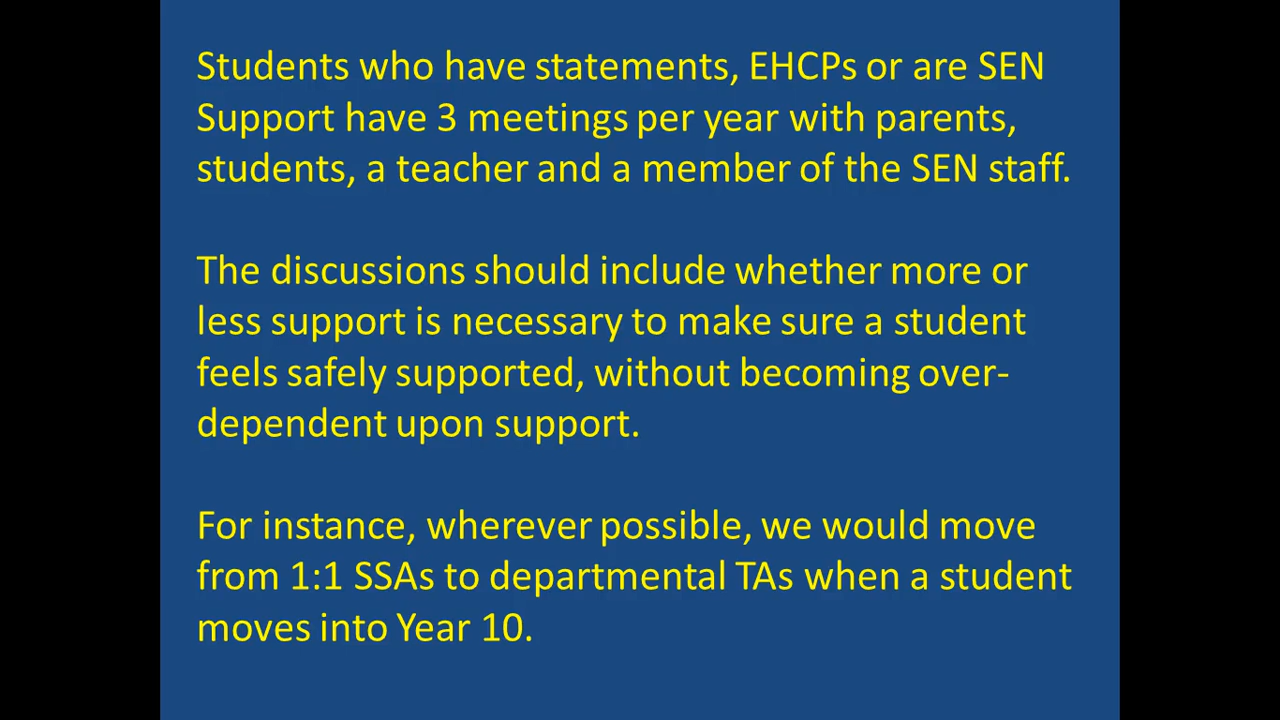 Students who have statements, EHCPs or are SEN
Support have 3 meetings per year with parents,
students, a teacher and a member of the SEN staff.
The discussions should include whether more or
less support is necessary to make sure a student
feels safely supported, without becoming over-
dependent upon support.
For instance, wherever possible, we would move
from 1:1 SSAs to departmental TAs when a student
moves into Year 10.